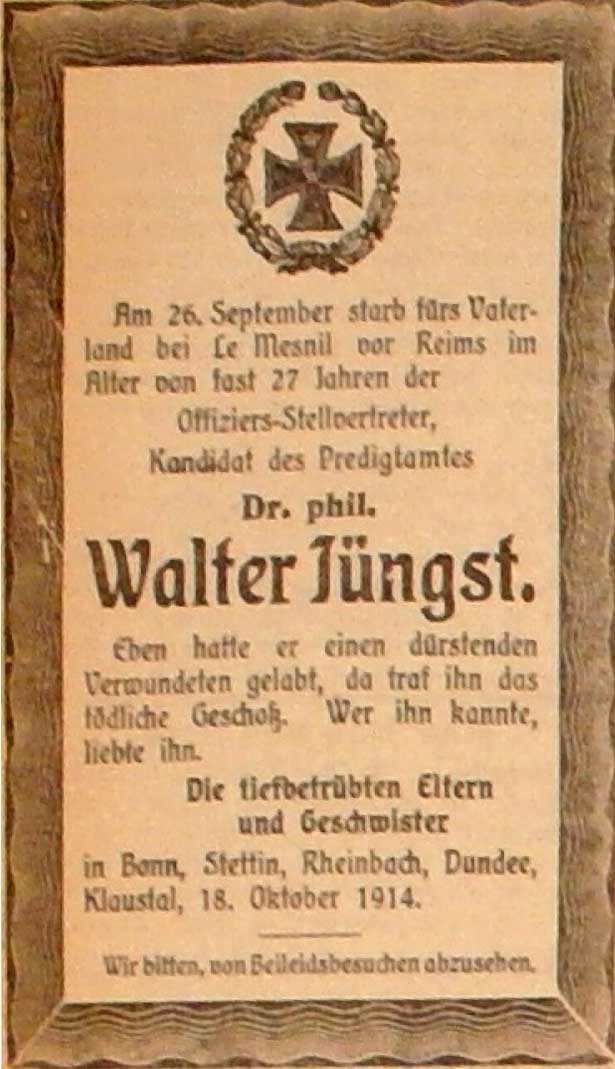 Am 26. September starb fürs Vater-
land bei Le Mesnil vor Reims im
Alter von fast 27 Jahren der
Offiziers-Stellvertreter,
Kandidat des Predigtamtes
Dr. phil.
Walter Jüngst.
Eben hatte er einen dürstenden
Verwundeten gelabt, da traf ihn das
tödliche Geschoß. Wer ihn kannte,
liebte ihn.
Die tiefbetrübten Eltern
und Geschwister
in Bonn, Stettin, Rheinbach, Dundee,
Klaustal, 18. Oktober 1914.
Wir bitten, von Beileidsbesuchen abzusehen.